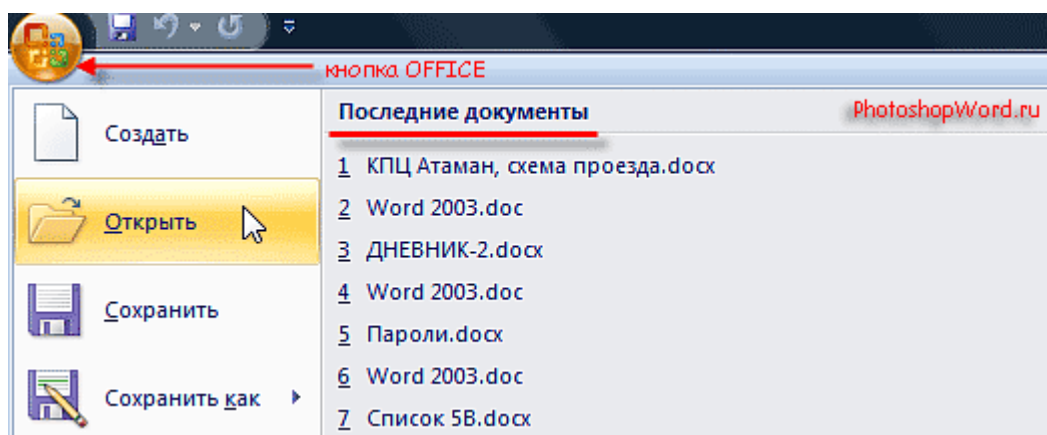 кнопка OFFICE
Создать
Открыть
Сохранить
Сохранить как
Последние документы
PhotoshopWord.ru
1 КПЦ Атаман, схема проезда.docx
2 Word 2003.doc
3 ДНЕВНИК-2.docx
4 Word 2003.doc
5 Пароли.docx
6 Word 2003.doc
7 Список 5В.docx